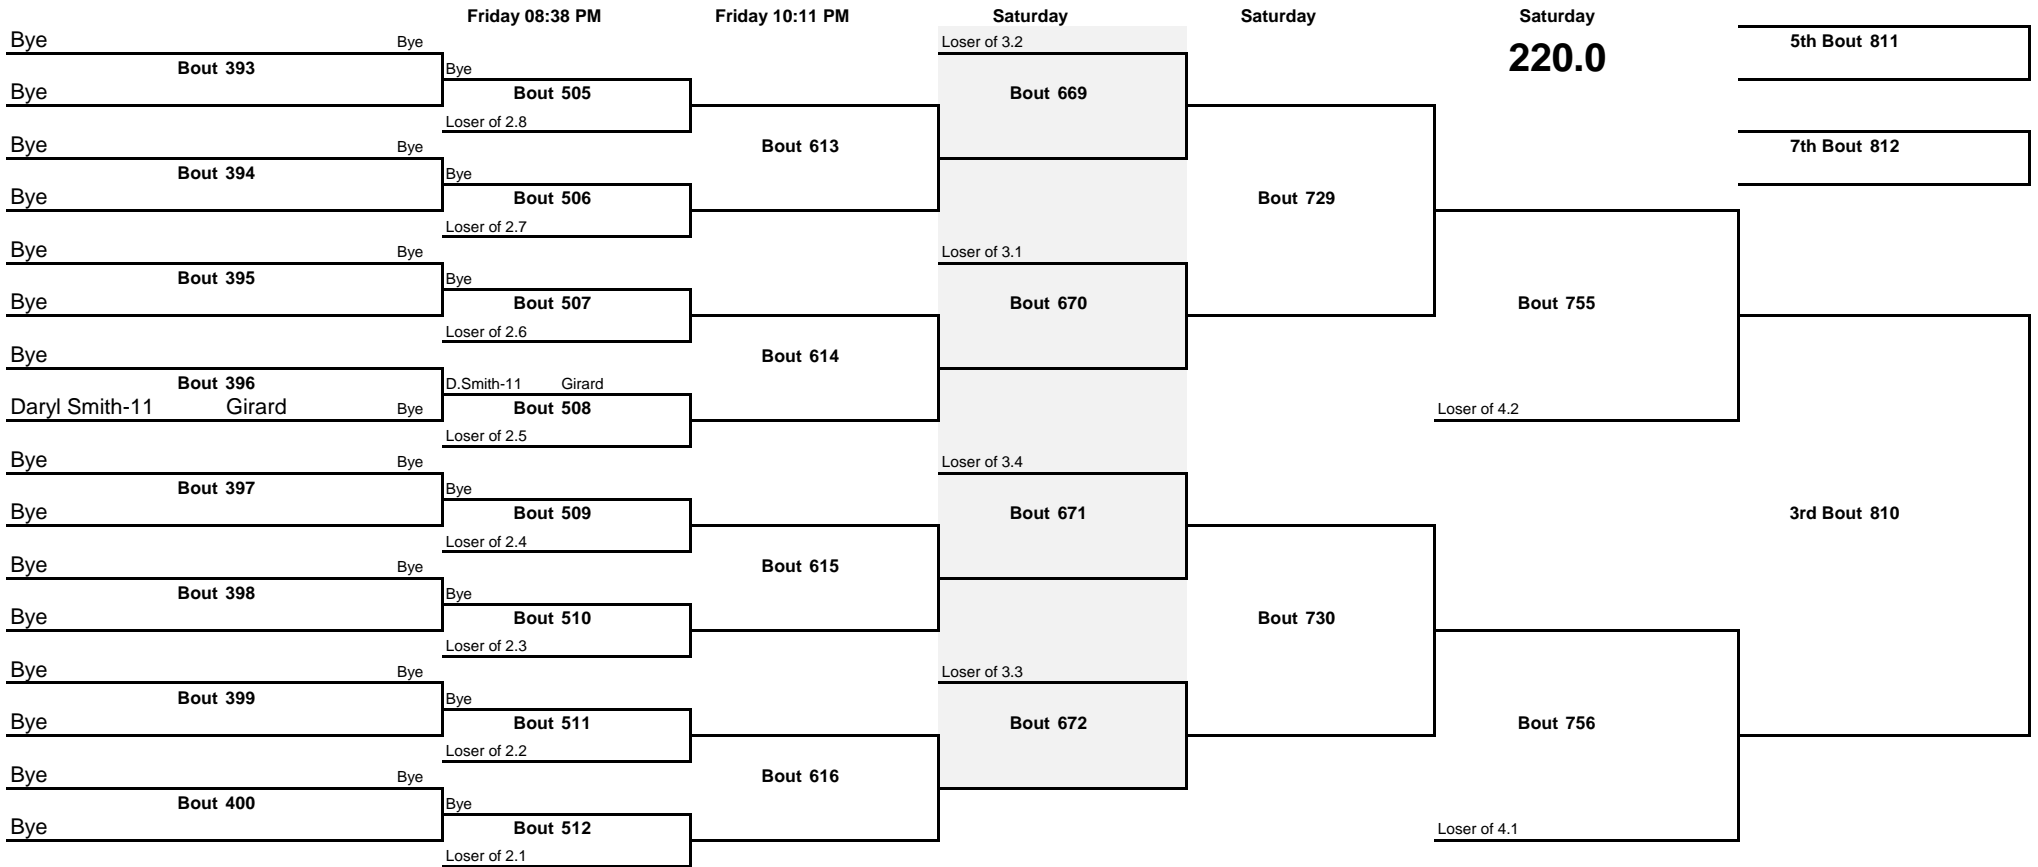 Friday 08:38 PM Friday 10:11 PM Saturday Saturday Saturday
Bye Bye Loser of 3.2 5th Bout 811
220.0
Bout 393 Bye
Bye Bout 505 Bout 669
Loser of 2.8
Bye Bye Bout 613 7th Bout 812
Bout 394 Bye
Bye Bout 506 Bout 729
Loser of 2.7
Bye Bye Loser of 3.1
Bout 395 Bye
Bye Bout 507 Bout 670 Bout 755
Loser of 2.6
Bye Bout 614
Bout 396 D.Smith-11 Girard
Daryl Smith-11 Girard Bye Bout 508 Loser of 4.2
Loser of 2.5
Bye Bye Loser of 3.4
Bout 397 Bye
Bye Bout 509 Bout 671 3rd Bout 810
Loser of 2.4
Bye Bye Bout 615
Bout 398 Bye
Bye Bout 510 Bout 730
Loser of 2.3
Bye Bye Loser of 3.3
Bout 399 Bye
Bye Bout 511 Bout 672 Bout 756
Loser of 2.2
Bye Bye Bout 616
Bout 400 Bye
Bye Bout 512 Loser of 4.1
Loser of 2.1